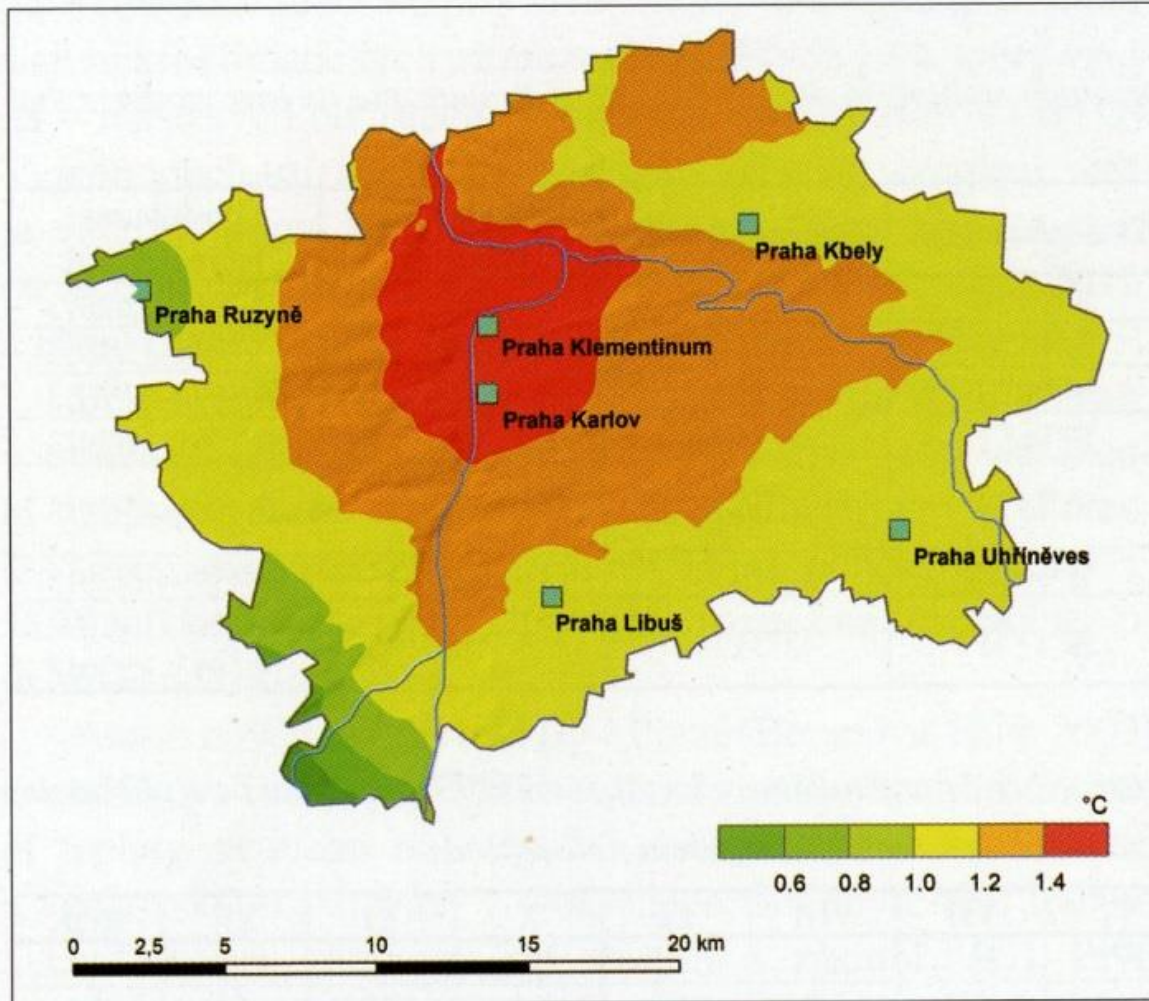 Praha Kbely
Praha Ruzyně
Praha Klementinum
Praha Karlov
Praha Uhříněves
Praha Libuš
°C
0.6 0.8 1.0 1.2 1.4
0 2,5 5 10 15 20 km